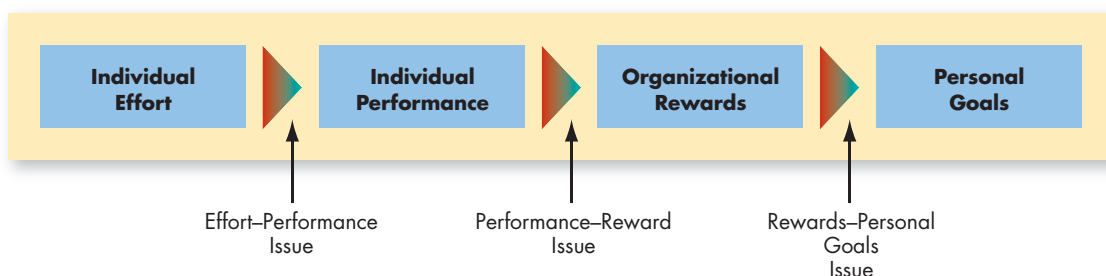 Individual
Effort
Individual
Performance
Organizational
Rewards
Personal
Goals
Effort–Performance
Issue
Performance–Reward
Issue
Rewards–Personal
Goals
Issue